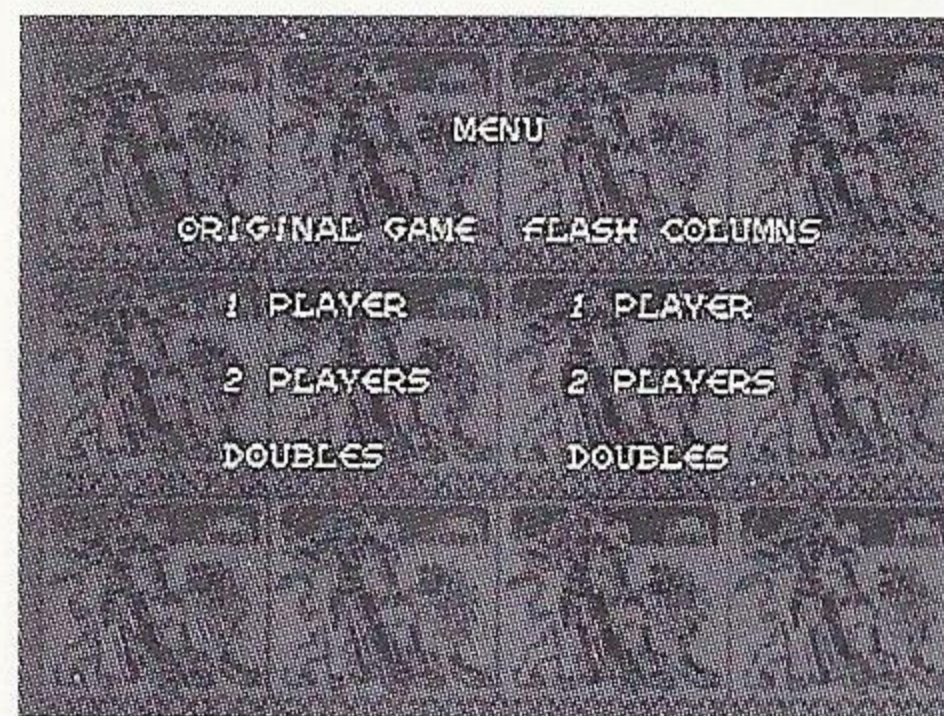 MENU
ORIGINAL GAME FLASH COLUMNS
1 PLAYER 1 PLAYER
2 PLAYERS 2 PLAYERS
DOUBLES DOUBLES